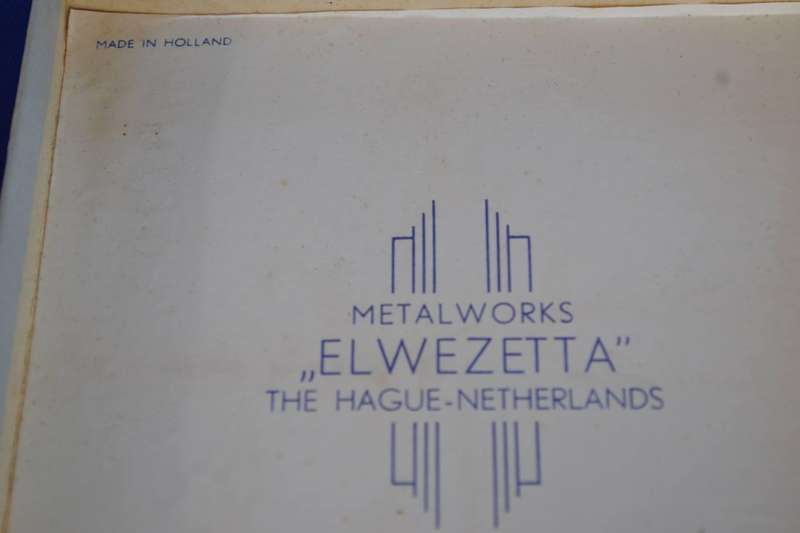 MADE IN HOLLAND
METALWORKS
„ELWEZETTA”
THE HAGUE-NETHERLANDS